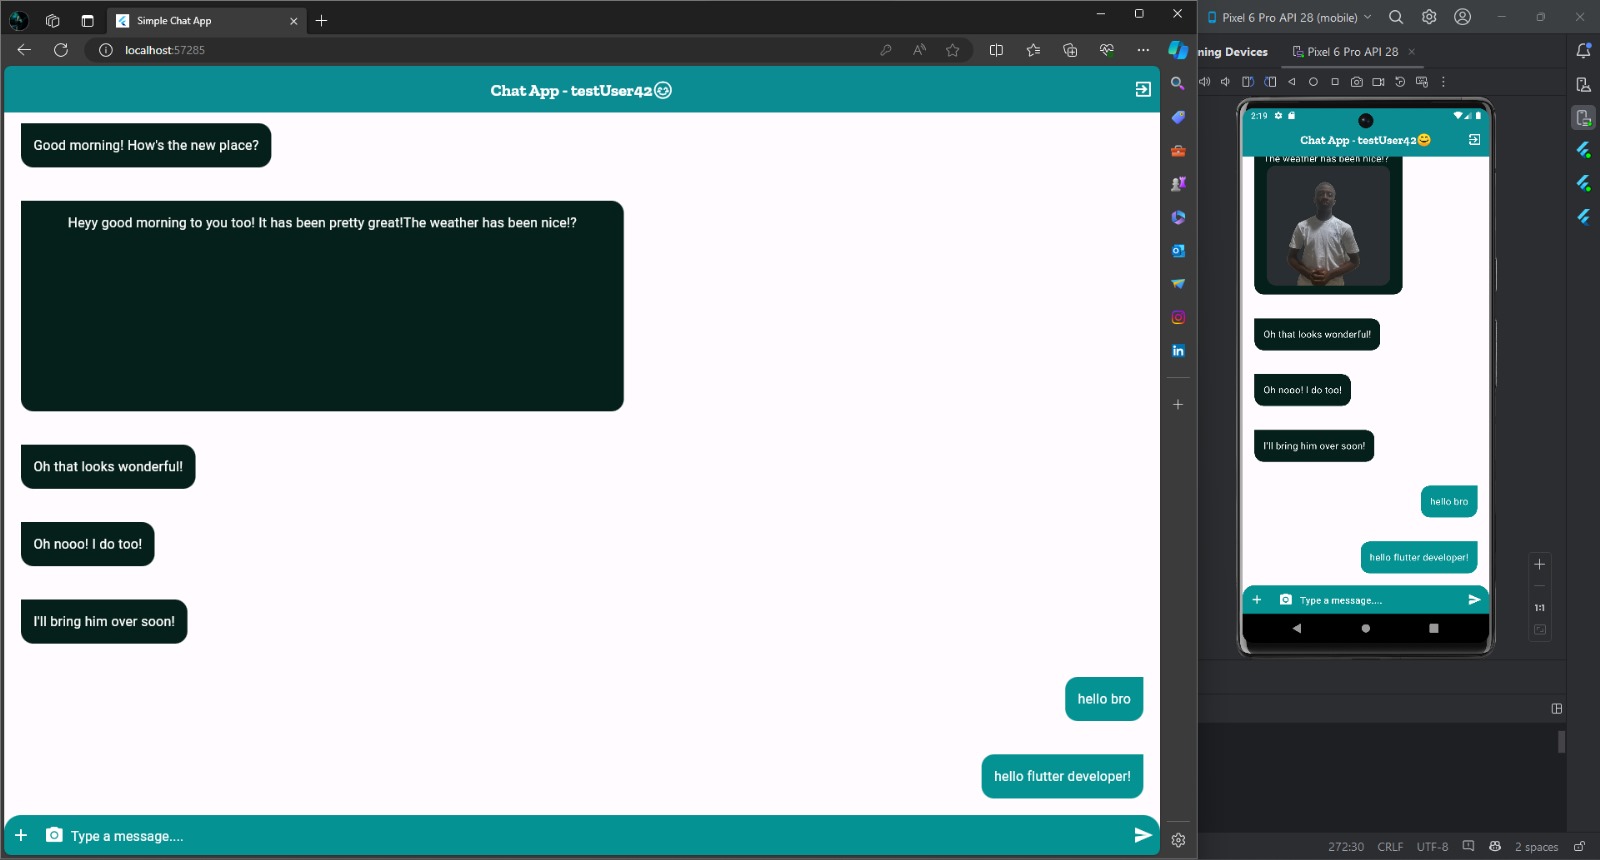 Simple Chat App
localhost:57285
Chat App - testUser42😊
Good morning! How's the new place?
Heyy good morning to you too! It has been pretty great!The weather has been nice!?
Oh that looks wonderful!
Oh nooo! I do too!
I'll bring him over soon!
hello bro
hello flutter developer!
Type a message....
Pixel 6 Pro API 28 (mobile)
ning Devices
Pixel 6 Pro API 28
2:19
Chat App - testUser42😊
The weather has been nice!?
Oh that looks wonderful!
Oh nooo! I do too!
I'll bring him over soon!
hello bro
hello flutter developer!
Type a message....
1:1
272:30 CRLF UTF-8 2 spaces